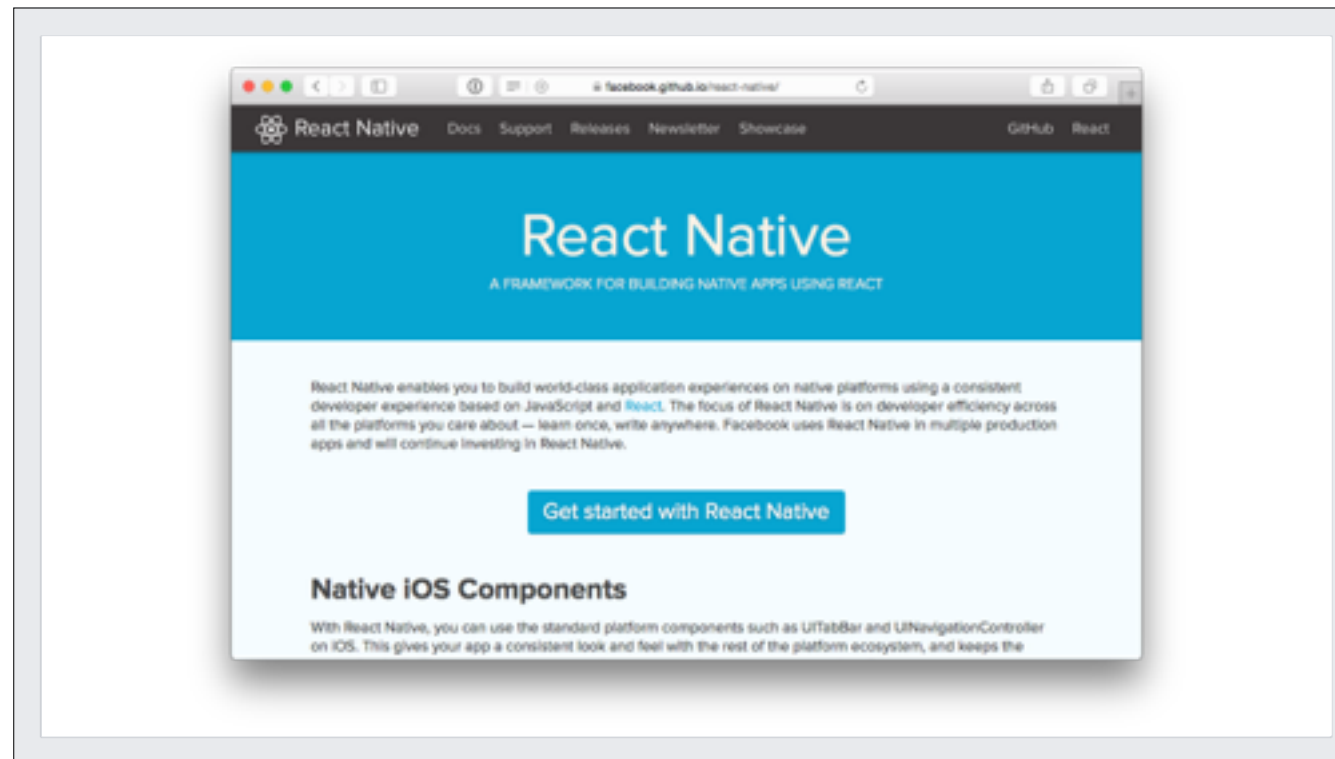 facebook.github.io/react-native/
React Native Docs Support Releases Newsletter Showcase GitHub React
React Native
A FRAMEWORK FOR BUILDING NATIVE APPS USING REACT
React Native enables you to build world-class application experiences on native platforms using a consistent
developer experience based on JavaScript and React. The focus of React Native is on developer efficiency across
all the platforms you care about — learn once, write anywhere. Facebook uses React Native in multiple production
apps and will continue investing in React Native.
Get started with React Native
Native iOS Components
With React Native, you can use the standard platform components such as UITabBar and UINavigationController
on iOS. This gives your app a consistent look and feel with the rest of the platform ecosystem, and keeps the